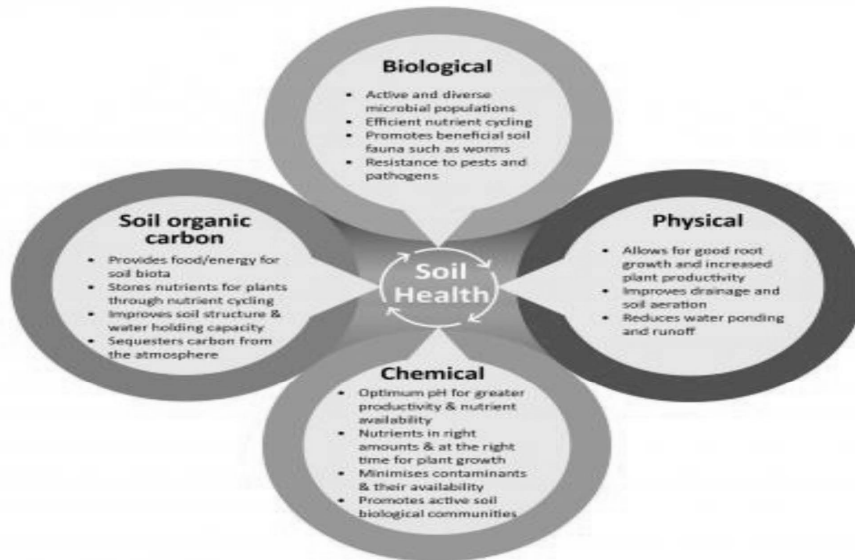 Biological
• Active and diverse
microbial populations
• Efficient nutrient cycling
• Promotes beneficial soil
fauna such as worms
• Resistance to pests and
pathogens
Soil organic
carbon
• Provides food/energy for
soil biota
• Stores nutrients for plants
through nutrient cycling
• Improves soil structure &
water holding capacity
• Sequesters carbon from
the atmosphere
Soil
Health
Physical
• Allows for good root
growth and increased
plant productivity
• Improves drainage and
soil aeration
• Reduces water ponding
and runoff
Chemical
• Optimum pH for greater
productivity & nutrient
availability
• Nutrients in right
amounts & at the right
time for plant growth
• Minimises contaminants
& their availability
• Promotes active soil
biological communities